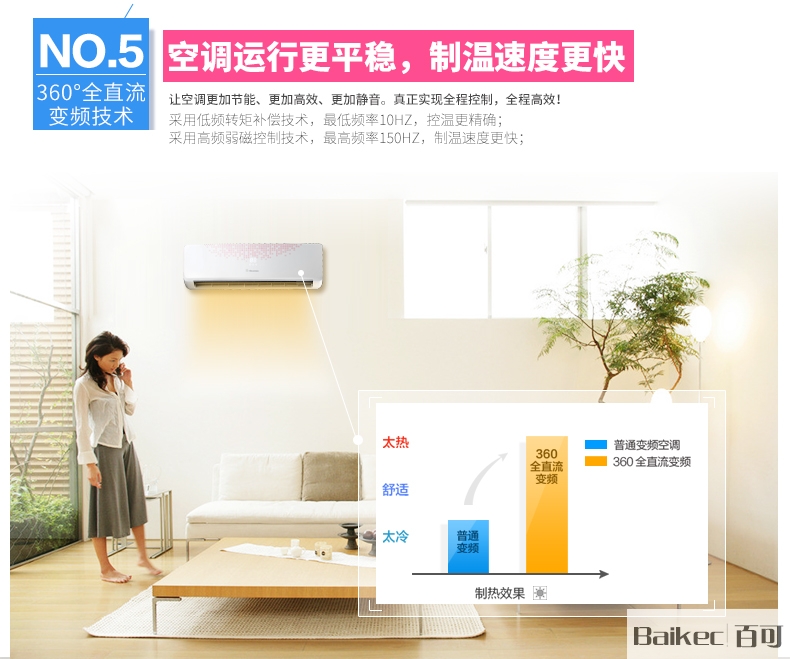 NO.5
360°全直流
变频技术
空调运行更平稳，制温速度更快
让空调更加节能、更加高效、更加静音。真正实现全程控制，全程高效！
采用低频转矩补偿技术，最低频率10HZ，控温更精确；
采用高频弱磁控制技术，最高频率150HZ，制温速度更快；
太热
舒适
太冷
普通
变频
360
全直流
变频
普通变频空调
360 全直流变频
制热效果
Baikec 百可